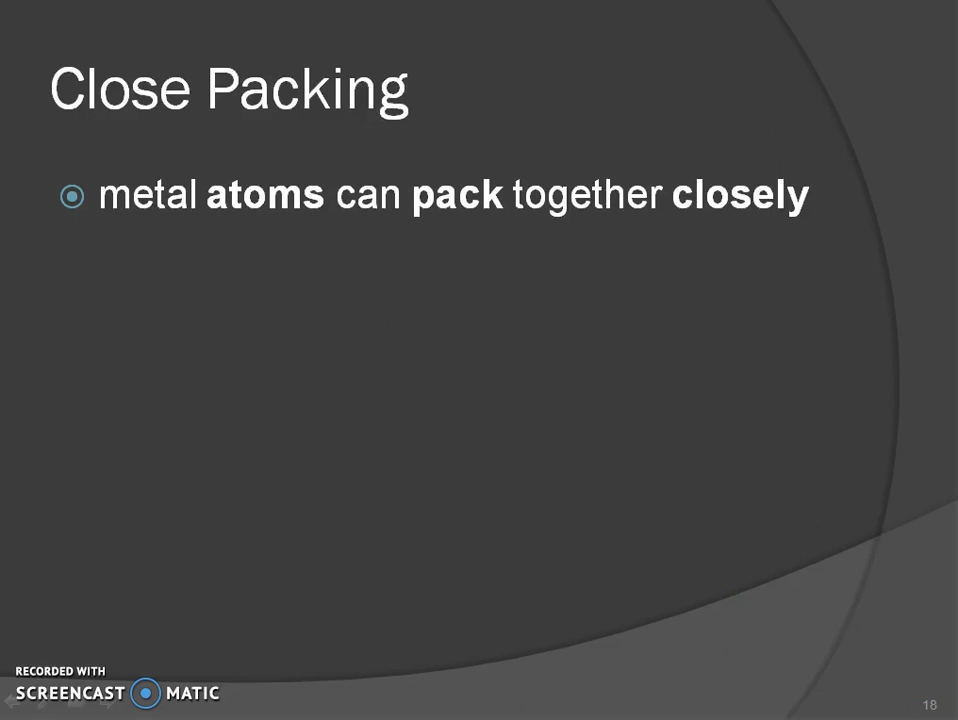 Close Packing
metal atoms can pack together closely
RECORDED WITH
SCREENCAST MATIC
18